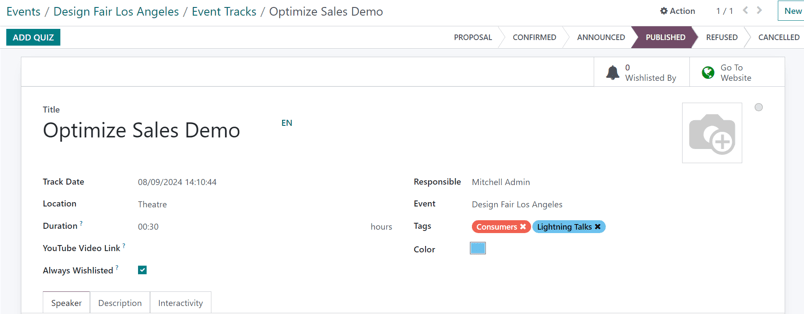 Events / Design Fair Los Angeles / Event Tracks / Optimize Sales Demo
Action 1 / 1 New
ADD QUIZ
PROPOSAL CONFIRMED ANNOUNCED PUBLISHED REFUSED CANCELLED
0
Wishlisted By
Go To
Website
Title
Optimize Sales Demo EN
Track Date 08/09/2024 14:10:44
Responsible Mitchell Admin
Location Theatre
Event Design Fair Los Angeles
Duration ? 00:30 hours
Tags Consumers ✖ Lightning Talks ✖
YouTube Video Link ?
Color
Always Wishlisted ?
Speaker Description Interactivity